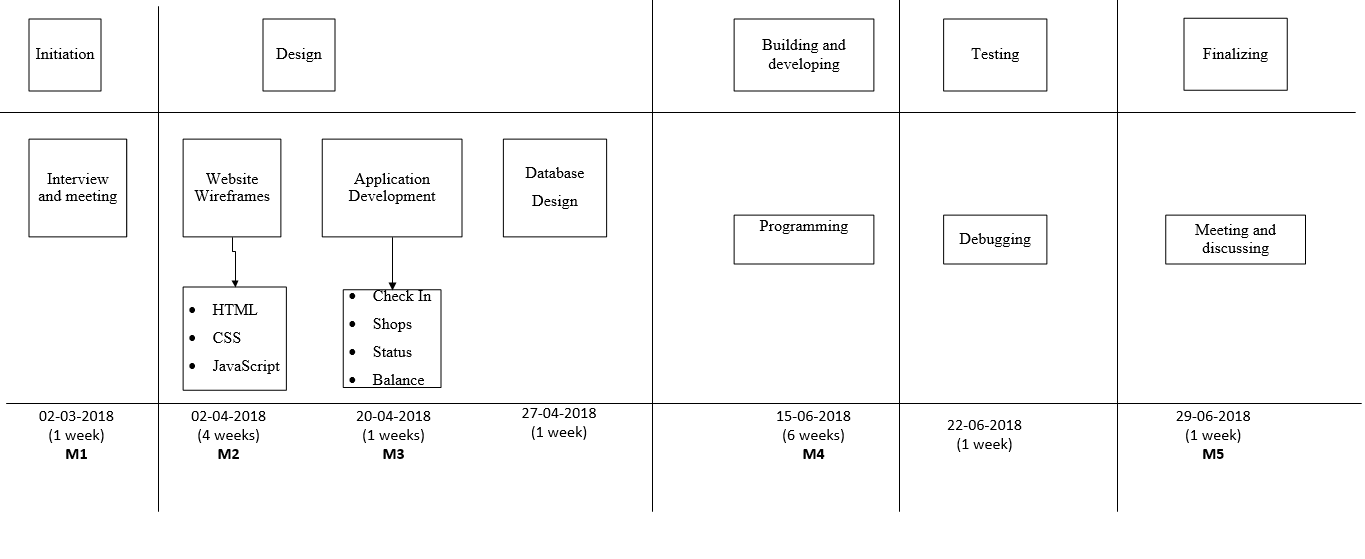 Initiation
Design
Building and
developing
Testing
Finalizing
Interview
and meeting
Website
Wireframes
Application
Development
Database
Design
Programming
Debugging
Meeting and
discussing
• HTML
• CSS
• JavaScript
• Check In
• Shops
• Status
• Balance
02-03-2018
(1 week)
M1
02-04-2018
(4 weeks)
M2
20-04-2018
(1 weeks)
M3
27-04-2018
(1 week)
15-06-2018
(6 weeks)
M4
22-06-2018
(1 week)
29-06-2018
(1 week)
M5